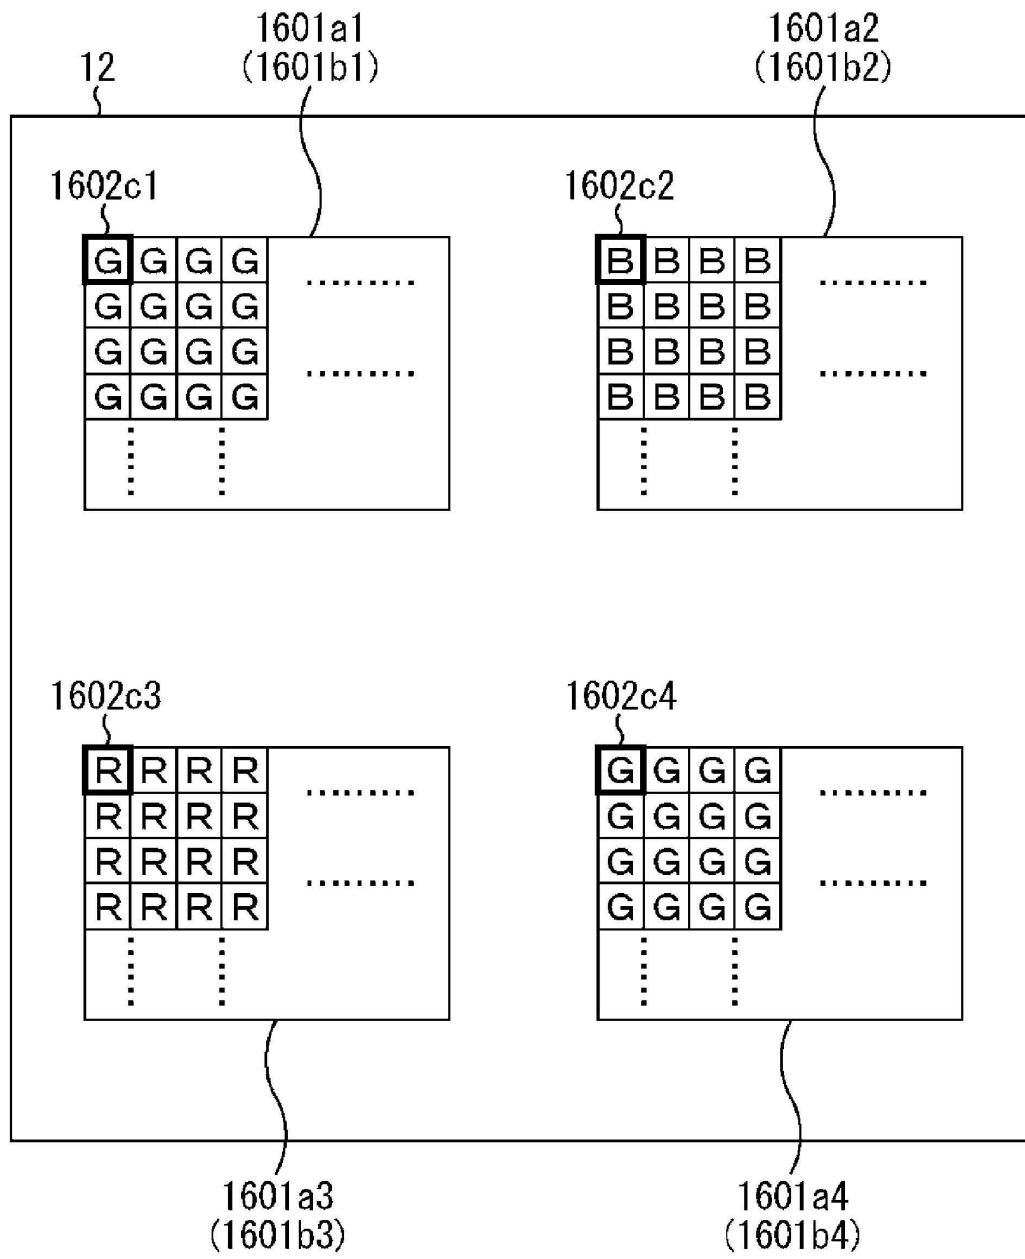 1601a1
(1601b1)
1601a2
(1601b2)
12
1602c1
1602c2
G G G G
B B B B
G G G G
B B B B
G G G G
B B B B
G G G G
B B B B
1602c3
1602c4
R R R R
G G G G
R R R R
G G G G
R R R R
G G G G
R R R R
G G G G
1601a3
(1601b3)
1601a4
(1601b4)